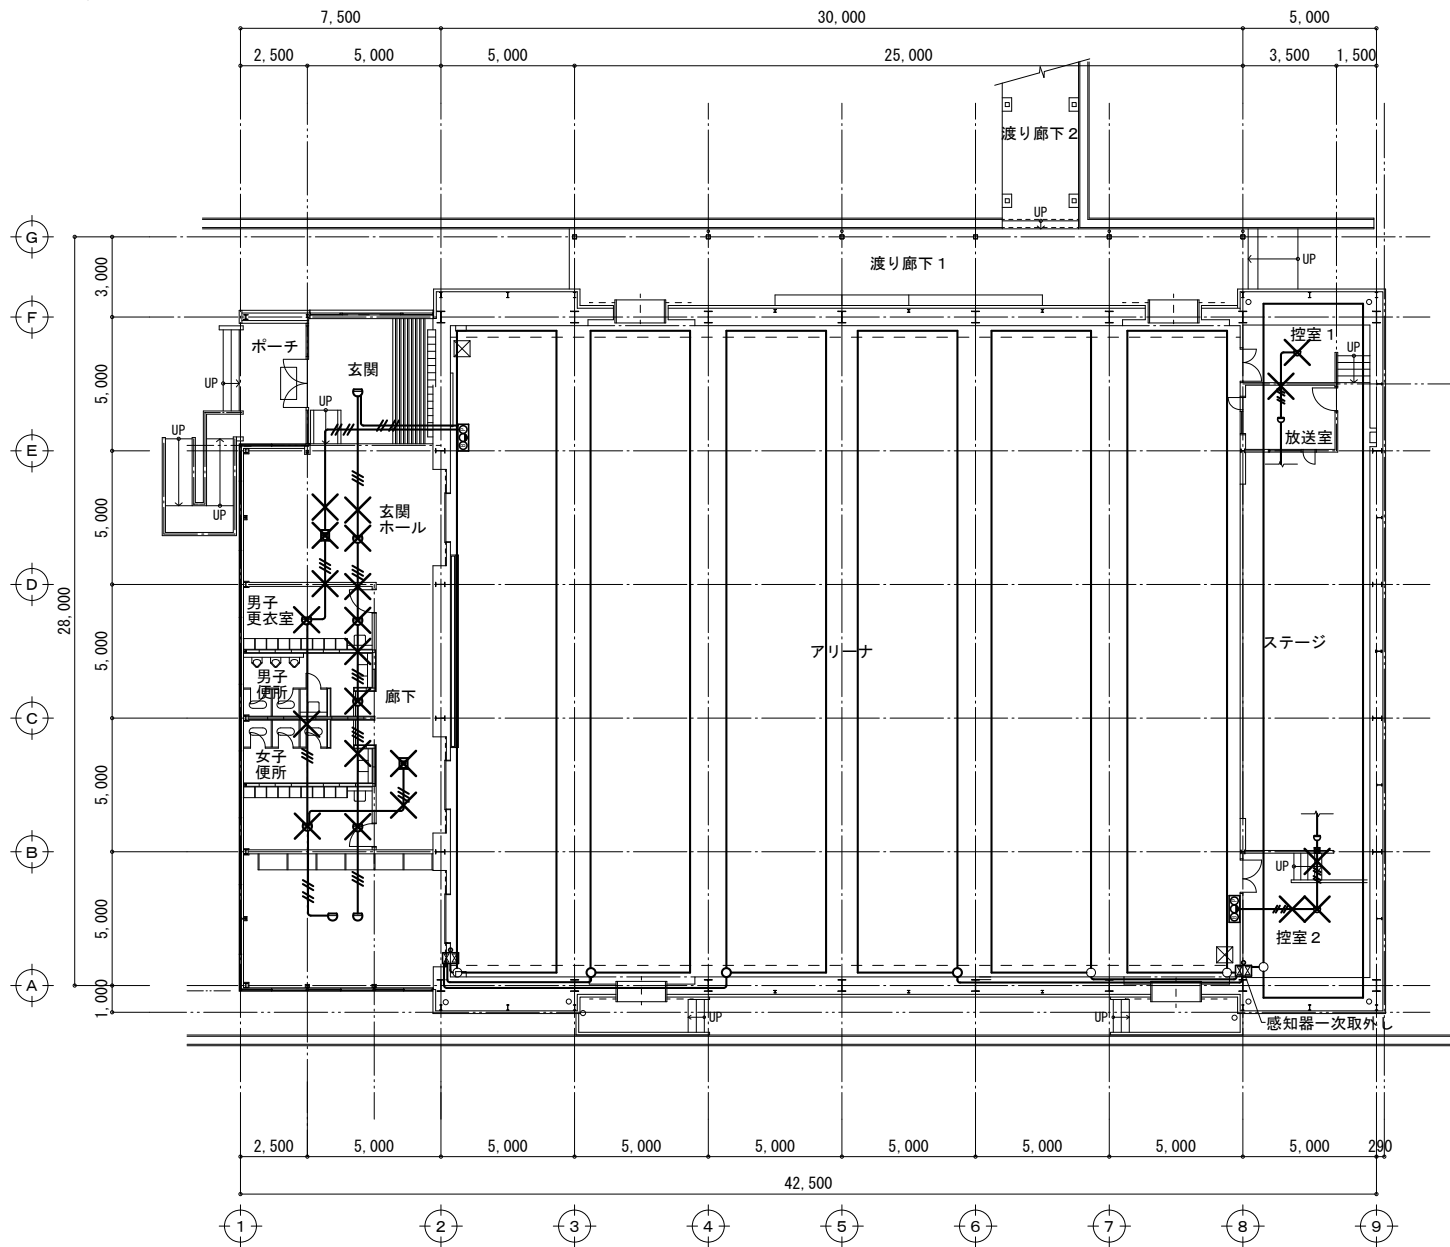 7,500 30,000 5,000
2,500 5,000 5,000 25,000 3,500 1,500
渡り廊下2
UP
G
渡り廊下1
UP
3,000
F
ポーチ
控室1
UP
玄関
UP
5,000
UP
放送室
E
UP
UP
玄関
ホール
5,000
D
28,000
男子
更衣室
5,000
アリーナ
ステージ
男子
便所
廊下
C
女子
便所
5,000
B
UP
5,000
控室2
A
1,000
UP
UP
感知器一次取外し
2,500 5,000 5,000 5,000 5,000 5,000 5,000 5,000 5,000 290
42,500
1 2 3 4 5 6 7 8 9